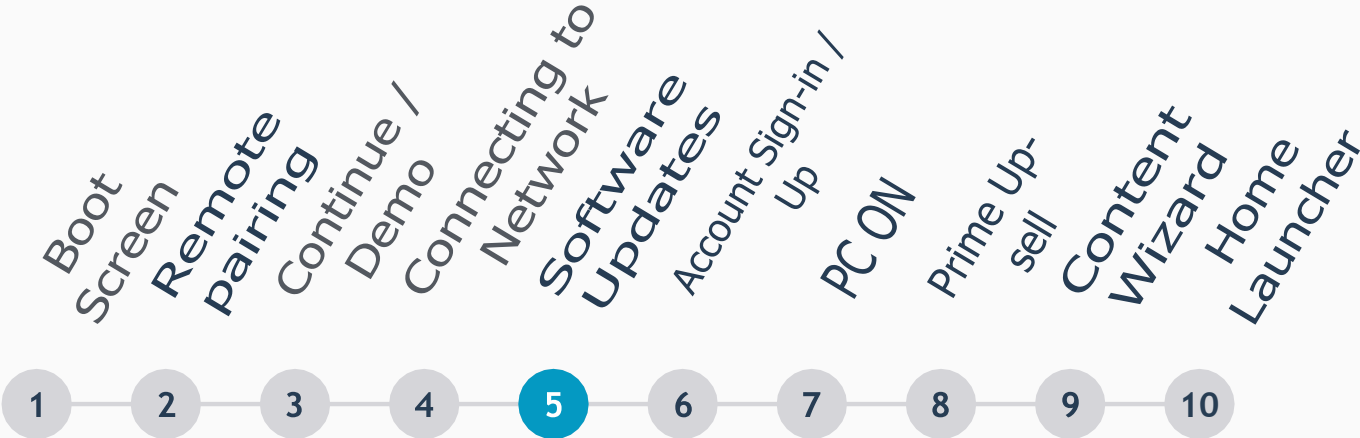 Boot
Screen
Remote
pairing
Continue /
Demo
Connecting to
Network
Software
Updates
Account Sign-in /
Up
PC ON
Prime Up-
sell
Content
Wizard
Home
Launcher
1 2 3 4 5 6 7 8 9 10